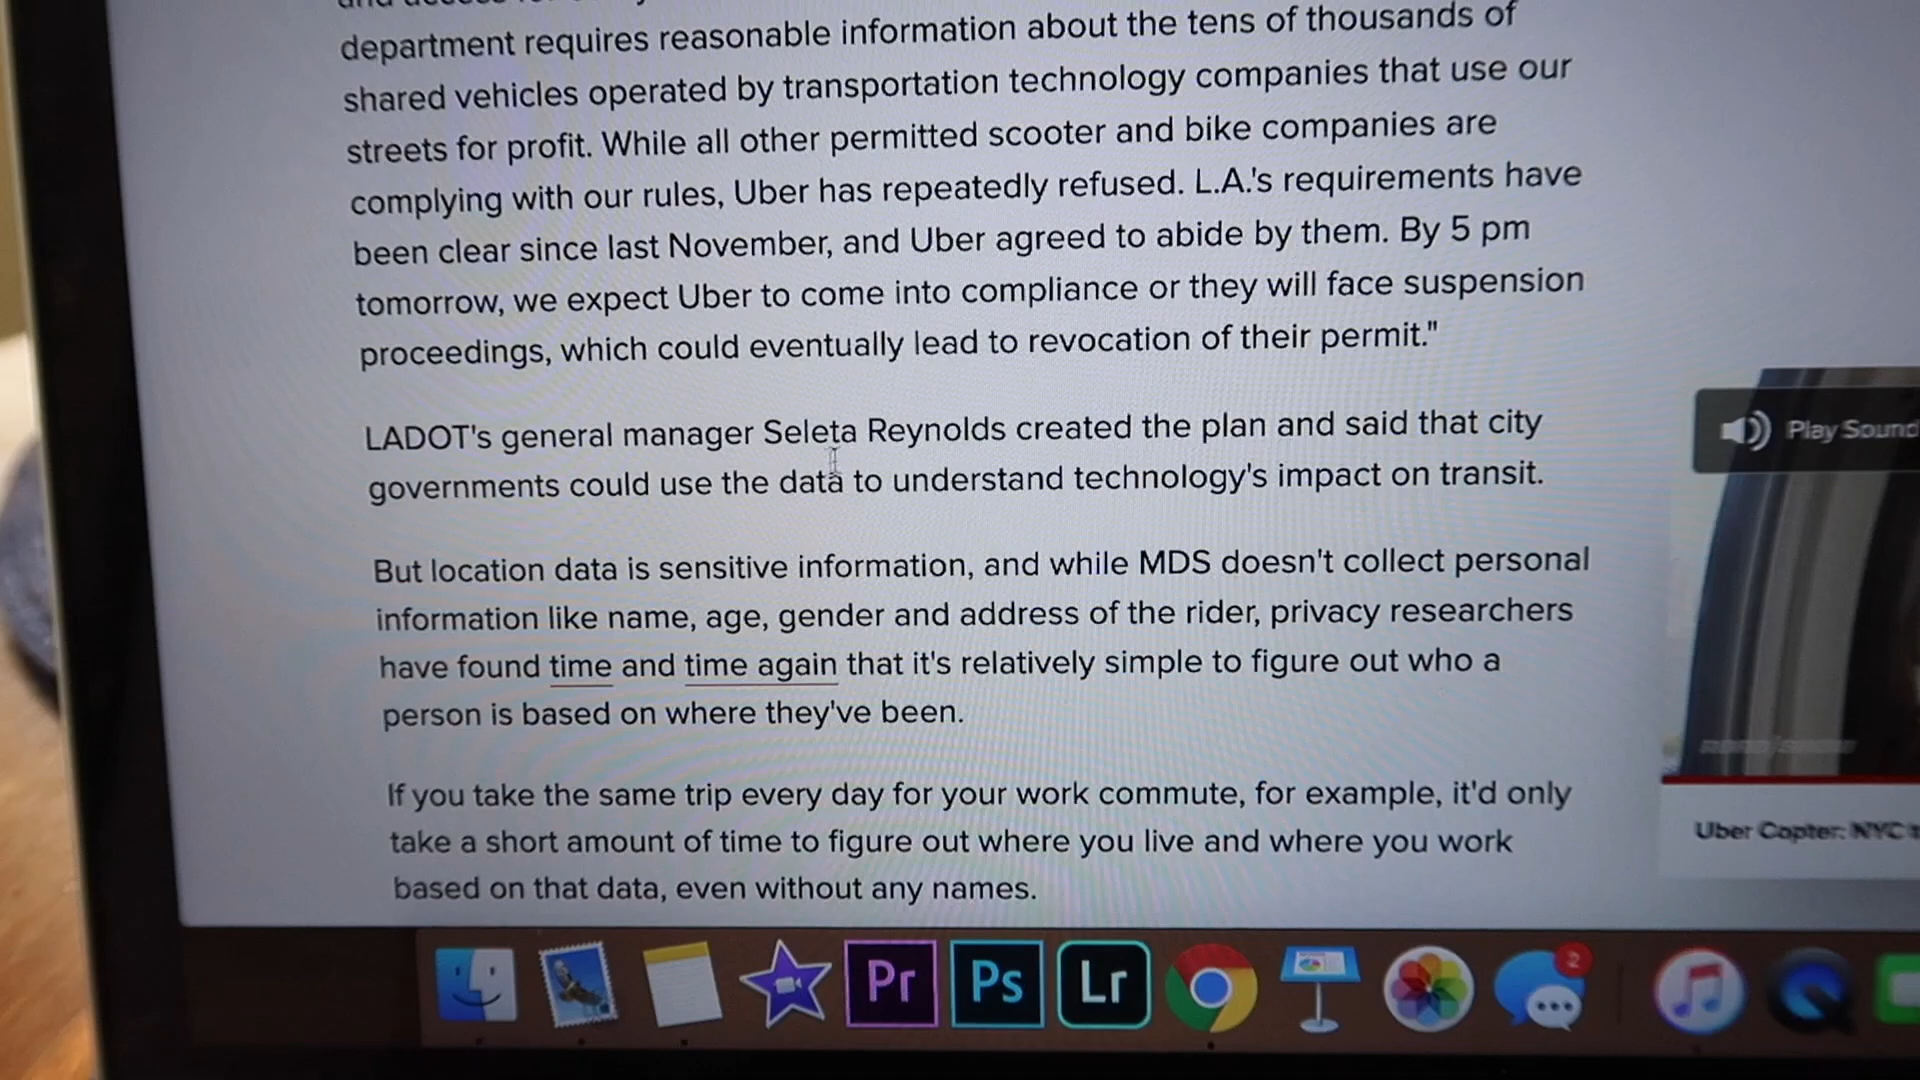 department requires reasonable information about the tens of thousands of
shared vehicles operated by transportation technology companies that use our
streets for profit. While all other permitted scooter and bike companies are
complying with our rules, Uber has repeatedly refused. L.A.'s requirements have
been clear since last November, and Uber agreed to abide by them. By 5 pm
tomorrow, we expect Uber to come into compliance or they will face suspension
proceedings, which could eventually lead to revocation of their permit."
LADOT's general manager Seleta Reynolds created the plan and said that city
governments could use the data to understand technology's impact on transit.
But location data is sensitive information, and while MDS doesn't collect personal
information like name, age, gender and address of the rider, privacy researchers
have found time and time again that it's relatively simple to figure out who a
person is based on where they've been.
If you take the same trip every day for your work commute, for example, it'd only
take a short amount of time to figure out where you live and where you work
based on that data, even without any names.
Play Sound
Uber Copter: NYC
Pr
Ps
Lr
2